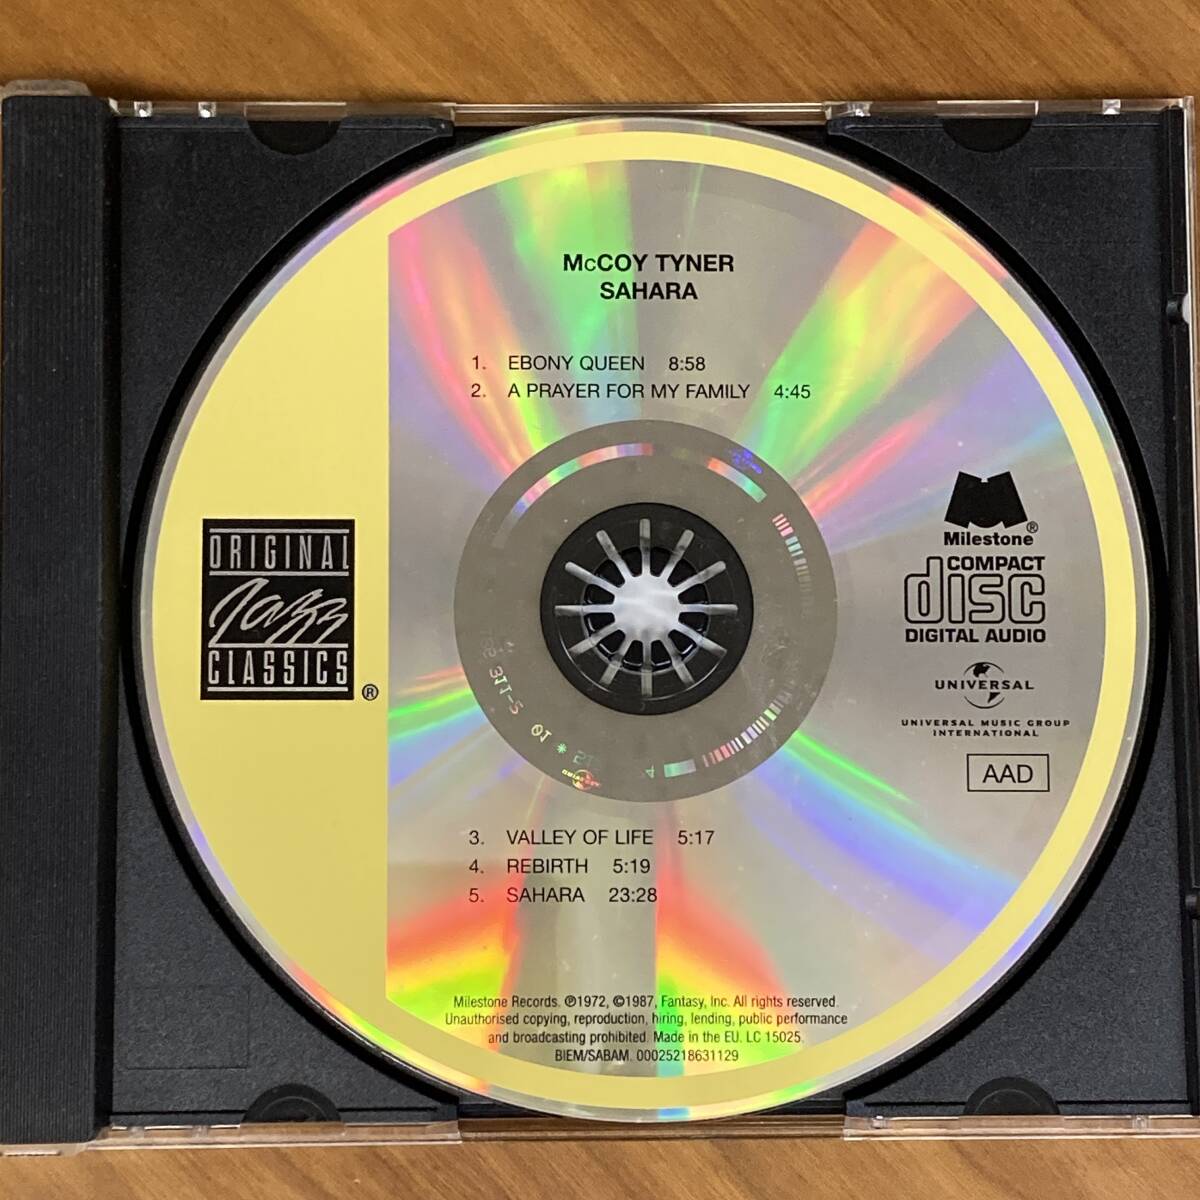 McCOY TYNER
SAHARA
1. EBONY QUEEN 8:58
2. A PRAYER FOR MY FAMILY 4:45
ORIGINAL
Jazz
CLASSICS
®
Milestone®
COMPACT
disc
DIGITAL AUDIO
UNIVERSAL
UNIVERSAL MUSIC GROUP
INTERNATIONAL
AAD
3. VALLEY OF LIFE 5:17
4. REBIRTH 5:19
5. SAHARA 23:28
Milestone Records. ℗1972, ©1987, Fantasy, Inc. All rights reserved.
Unauthorised copying, reproduction, hiring, lending, public performance
and broadcasting prohibited. Made in the EU. LC 15025.
BIEM/SABAM. 00025218631129